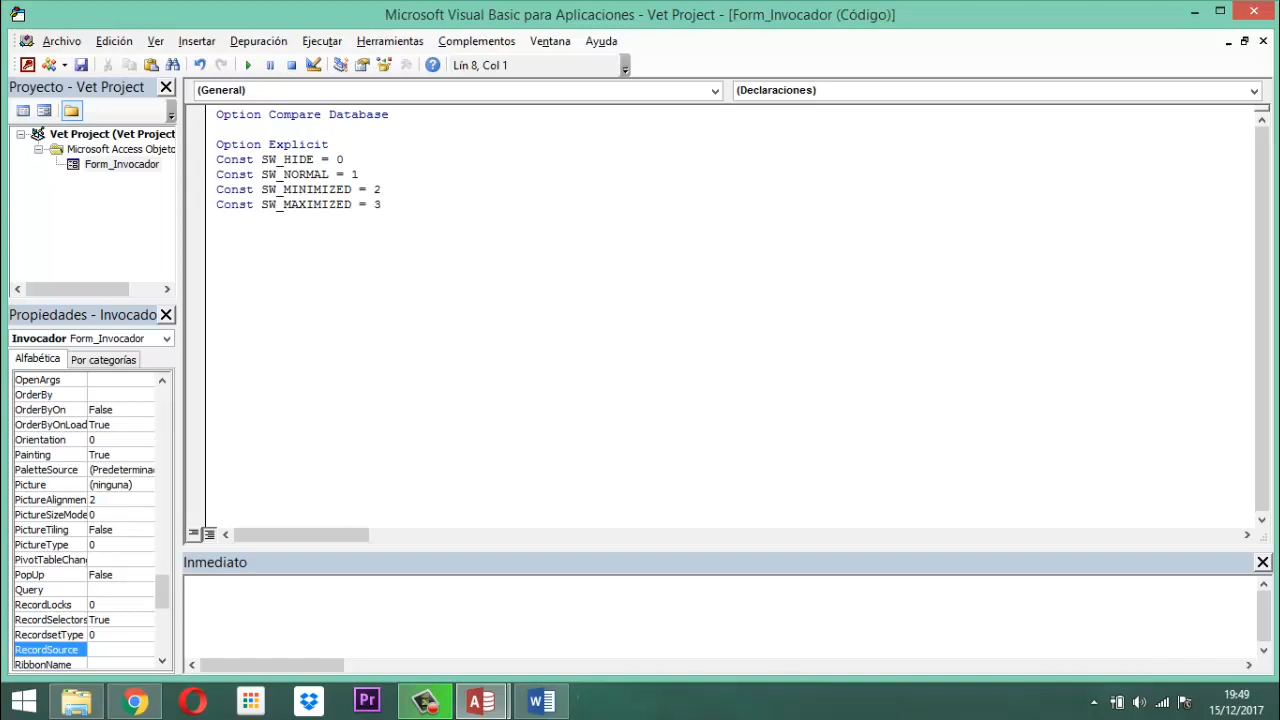 Microsoft Visual Basic para Aplicaciones - Vet Project - [Form_Invocador (Código)]
Archivo Edición Ver Insertar Depuración Ejecutar Herramientas Complementos Ventana Ayuda
Lín 8, Col 1
Proyecto - Vet Project
Vet Project (Vet Project
Microsoft Access Objeto
Form_Invocador
Propiedades - Invocado
Invocador Form_Invocador
Alfabética Por categorías
OpenArgs
OrderBy
OrderByOn False
OrderByOnLoad True
Orientation 0
Painting True
PaletteSource (Predetermina
Picture (ninguna)
PictureAlignmen 2
PictureSizeMode 0
PictureTiling False
PictureType 0
PivotTableChan
PopUp False
Query
RecordLocks 0
RecordSelectors True
RecordsetType 0
RecordSource
RibbonName
(General) (Declaraciones)
Option Compare Database
Option Explicit
Const SW_HIDE = 0
Const SW_NORMAL = 1
Const SW_MINIMIZED = 2
Const SW_MAXIMIZED = 3
Inmediato
Pr
19:49
15/12/2017